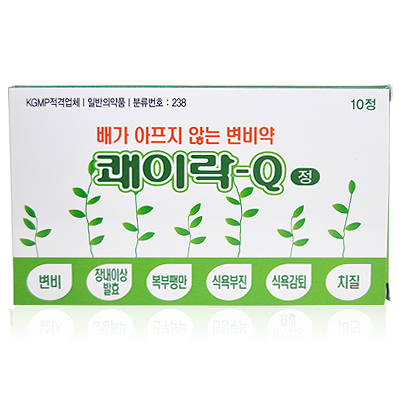 KGMP적격업체 | 일반의약품 | 분류번호 : 238
10정
배가 아프지 않는 변비약
쾌이락-Q 정
변비
장내이상
발효
복부팽만
식욕부진
식욕감퇴
치질